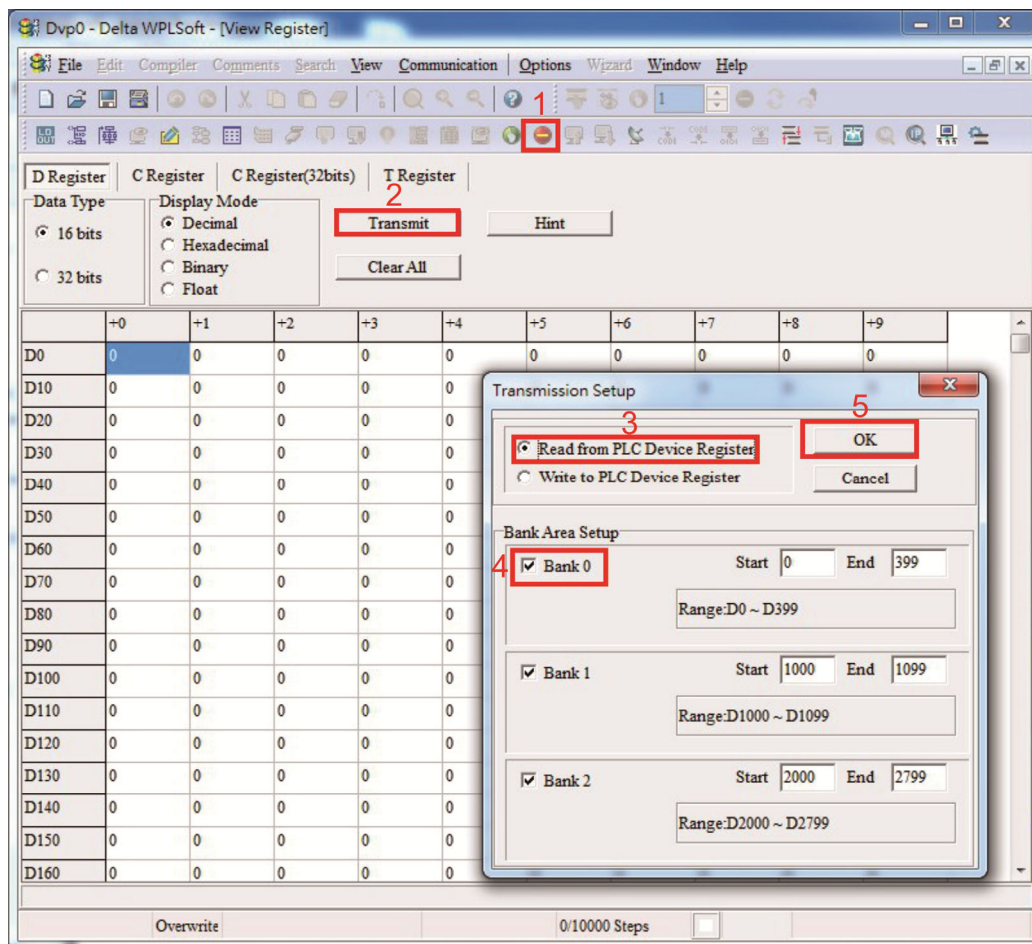 Dvp0 - Delta WPLSoft - [View Register]
File Edit Compiler Comments Search View Communication Options Wizard Window Help
1
1
D Register C Register C Register(32bits) T Register
2
Data Type Display Mode
16 bits
32 bits
Decimal
Hexadecimal
Binary
Float
Transmit Hint
Clear All
+0 +1 +2 +3 +4 +5 +6 +7 +8 +9
D0 0 0 0 0 0 0 0 0 0 0
D10 0 0 0 0 0
D20 0 0 0 0 0
D30 0 0 0 0 0
D40 0 0 0 0 0
D50 0 0 0 0 0
D60 0 0 0 0 0
D70 0 0 0 0 0
D80 0 0 0 0 0
D90 0 0 0 0 0
D100 0 0 0 0 0
D110 0 0 0 0 0
D120 0 0 0 0 0
D130 0 0 0 0 0
D140 0 0 0 0 0
D150 0 0 0 0 0
D160 0 0 0 0 0
Transmission Setup
3
5
Read from PLC Device Register OK
Write to PLC Device Register Cancel
Bank Area Setup
4 Bank 0 Start 0 End 399
Range:D0 ~ D399
Bank 1 Start 1000 End 1099
Range:D1000 ~ D1099
Bank 2 Start 2000 End 2799
Range:D2000 ~ D2799
Overwrite 0/10000 Steps